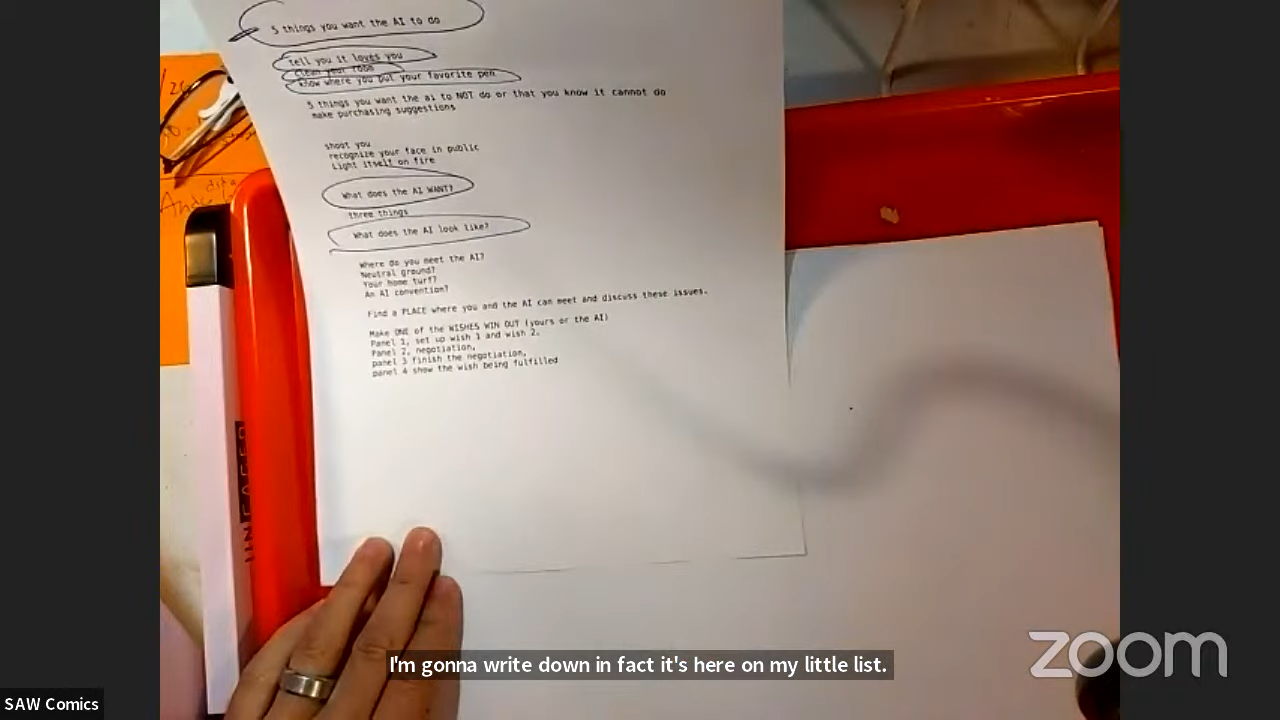 5 things you want the AI to do
tell you it loves you
clean your room
know where you put your favorite pen
5 things you want the ai to NOT do or that you know it cannot do
make purchasing suggestions
shoot you
recognize your face in public
Light itself on fire
What does the AI WANT?
three things
What does the AI look like?
Where do you meet the AI?
Neutral ground?
Your home turf?
An AI convention?
Find a PLACE where you and the AI can meet and discuss these issues.
Make ONE of the WISHES WIN OUT (yours or the AI)
Panel 1, set up wish 1 and wish 2,
Panel 2, negotiation,
panel 3 finish the negotiation,
panel 4 show the wish being fulfilled
I'm gonna write down in fact it's here on my little list.
zoom
SAW Comics